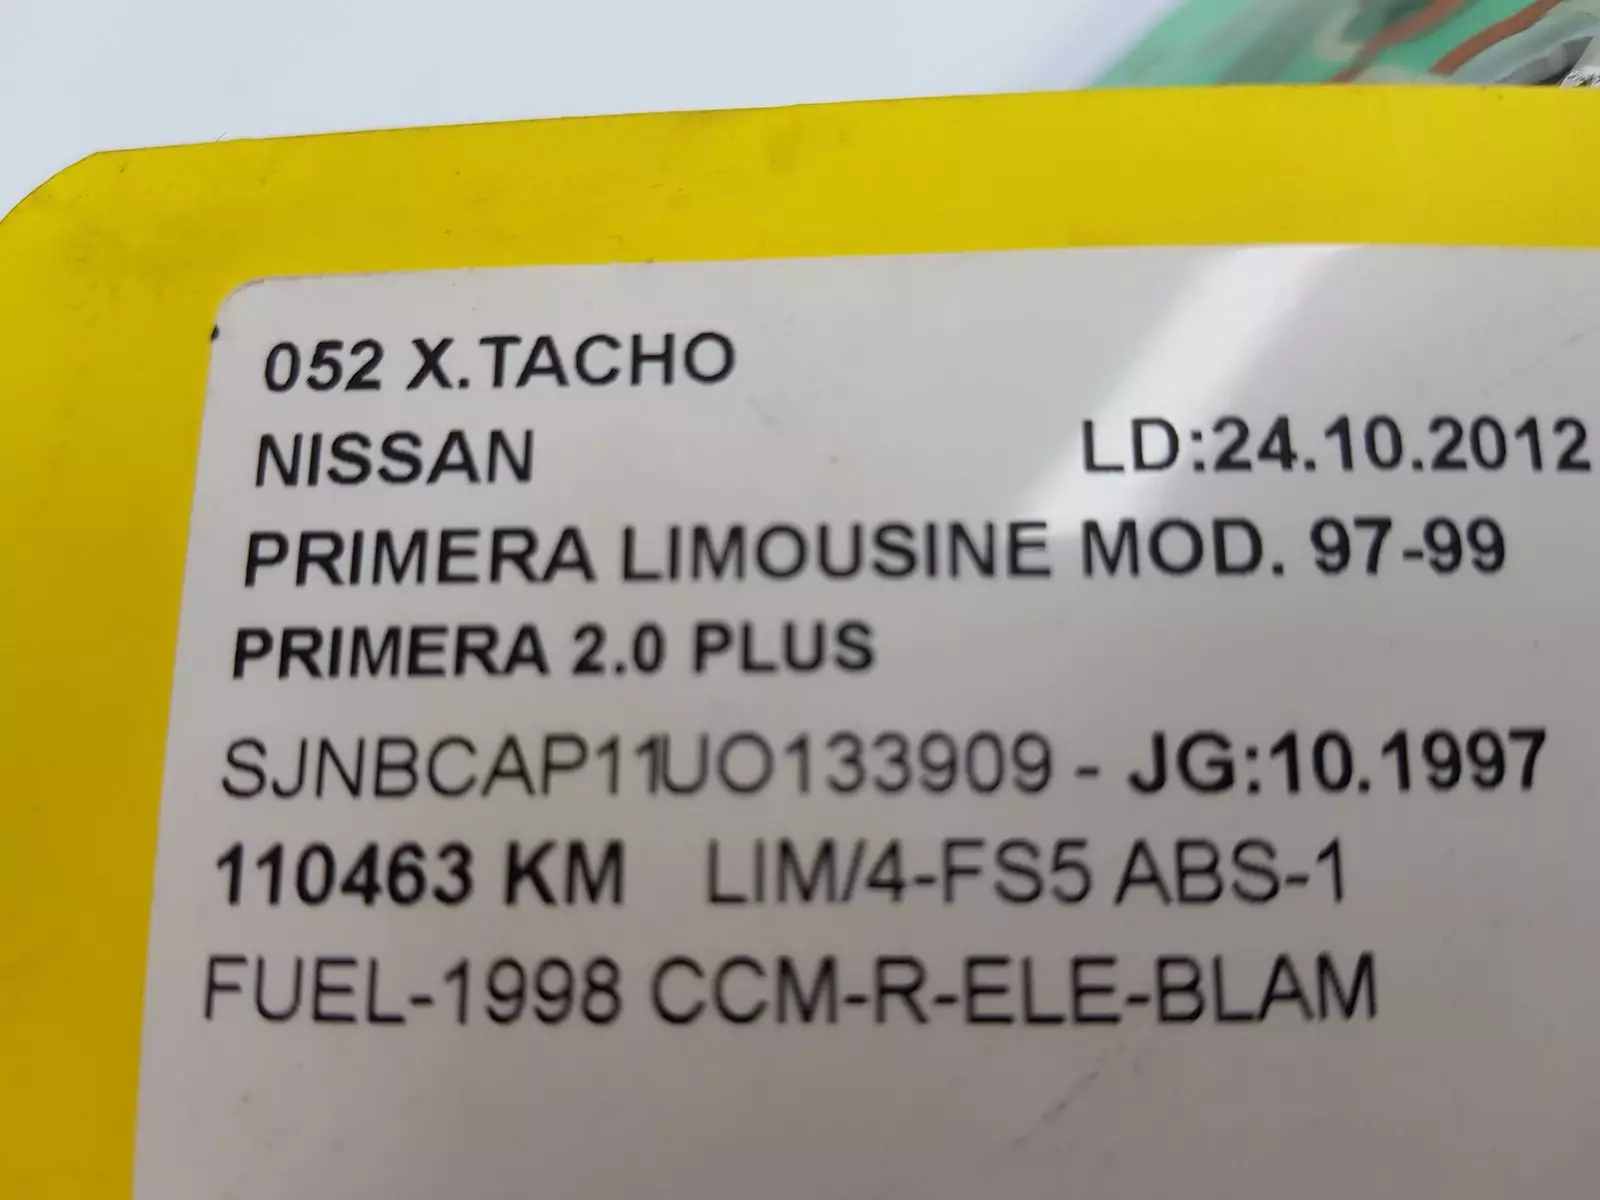 052 X.TACHO
NISSAN LD:24.10.2012
PRIMERA LIMOUSINE MOD. 97-99
PRIMERA 2.0 PLUS
SJNBCAP11UO133909 - JG:10.1997
110463 KM LIM/4-FS5 ABS-1
FUEL-1998 CCM-R-ELE-BLAM